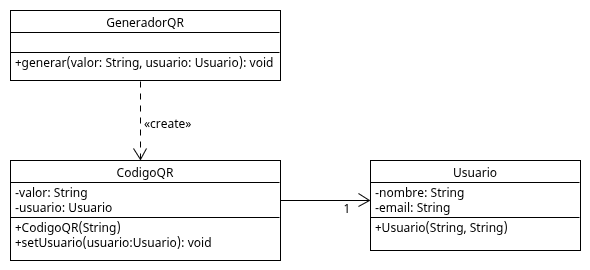 GeneradorQR
+generar(valor: String, usuario: Usuario): void
«create»
CodigoQR
-valor: String
-usuario: Usuario
+CodigoQR(String)
+setUsuario(usuario:Usuario): void
1
Usuario
-nombre: String
-email: String
+Usuario(String, String)